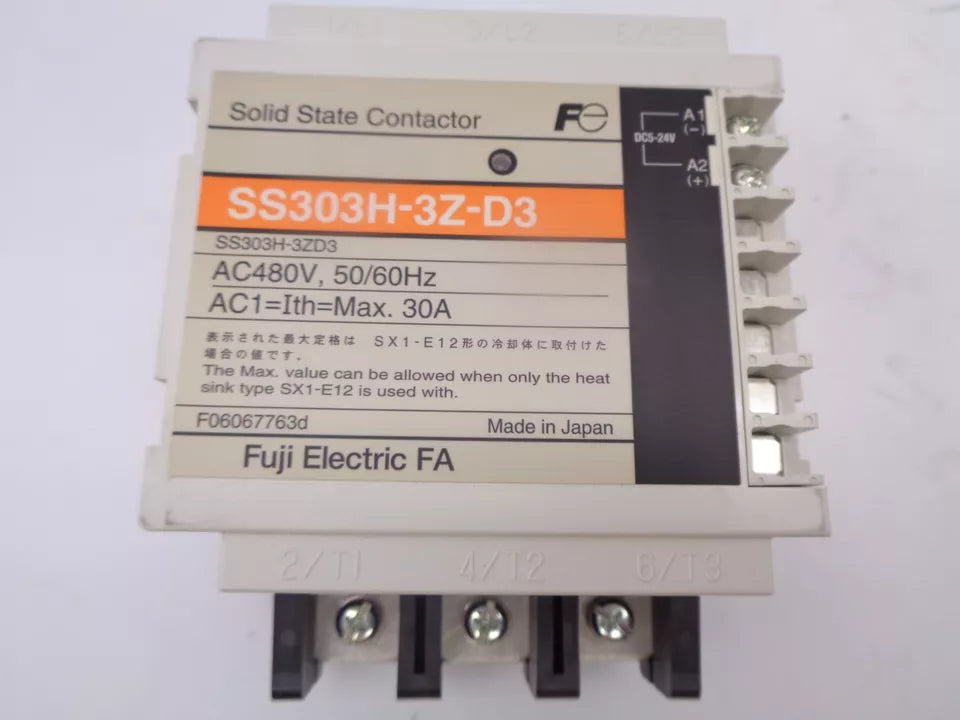 3/L2 5/L3
Solid State Contactor Fe
A1
(−)
DC5-24V
A2
(+)
SS303H-3Z-D3
SS303H-3ZD3
AC480V, 50/60Hz
AC1=Ith=Max. 30A
表示された最大定格は SX1-E12形の冷却体に取付けた
場合の値です。
The Max. value can be allowed when only the heat
sink type SX1-E12 is used with.
F06067763d Made in Japan
Fuji Electric FA
2/T1 4/T2 6/T3